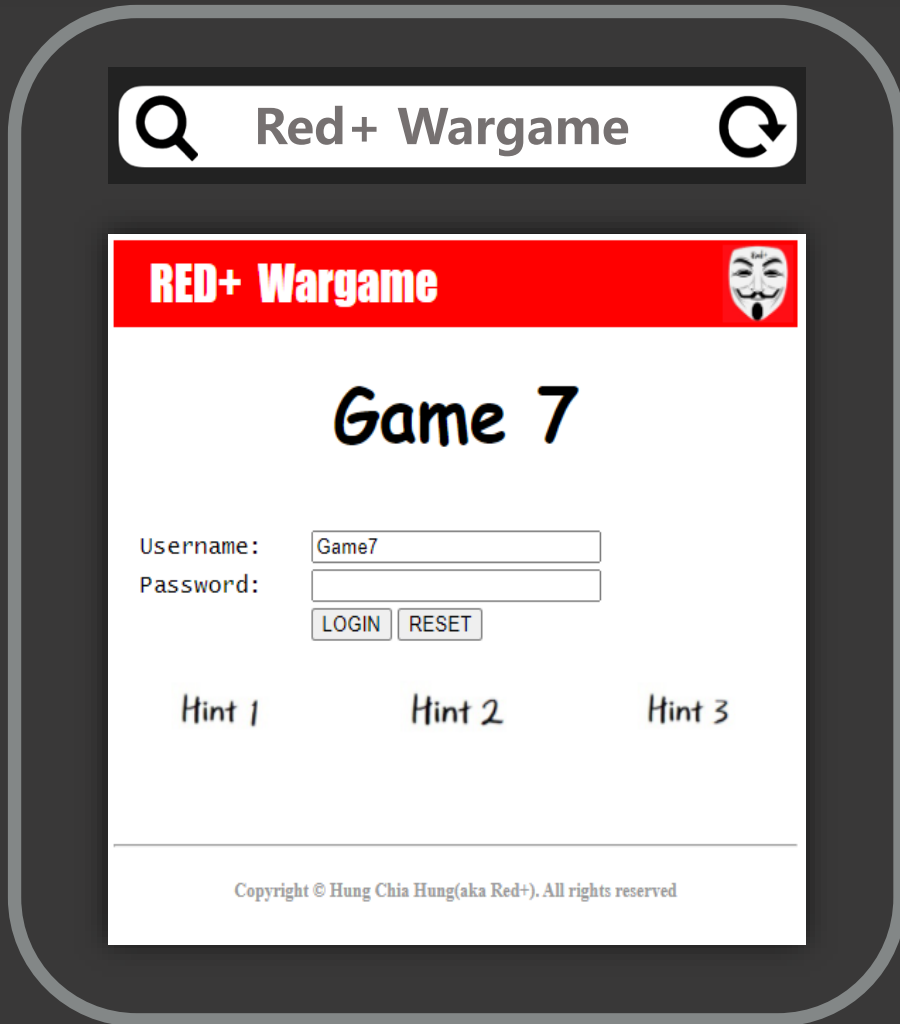 Red+ Wargame
RED+ Wargame
Game 7
Username: Game7
Password:
LOGIN RESET
Hint 1 Hint 2 Hint 3
Copyright © Hung Chia Hung(aka Red+). All rights reserved